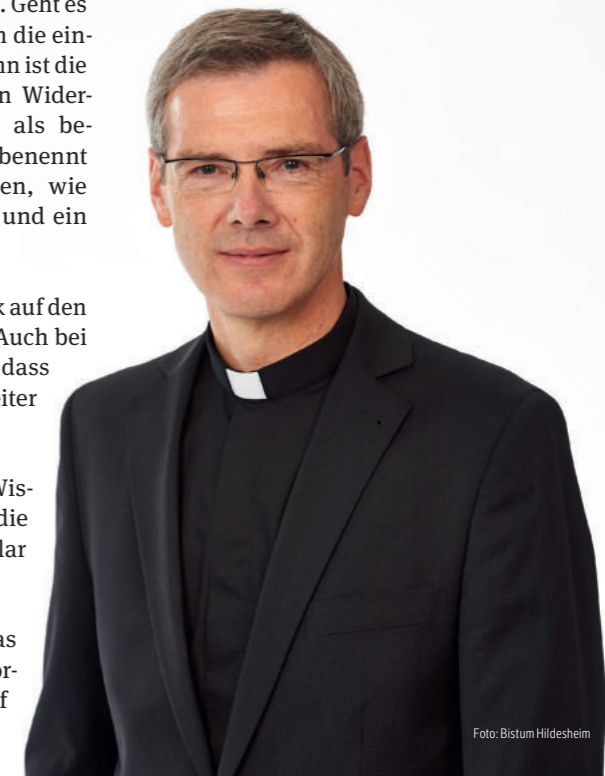 . Geht es
n die ein-
nn ist die
n Wider-
als be-
benennt
en, wie
und ein
k auf den
Auch bei
dass
eiter
Wis-
die
lar
as
or-
f
Foto: Bistum Hildesheim